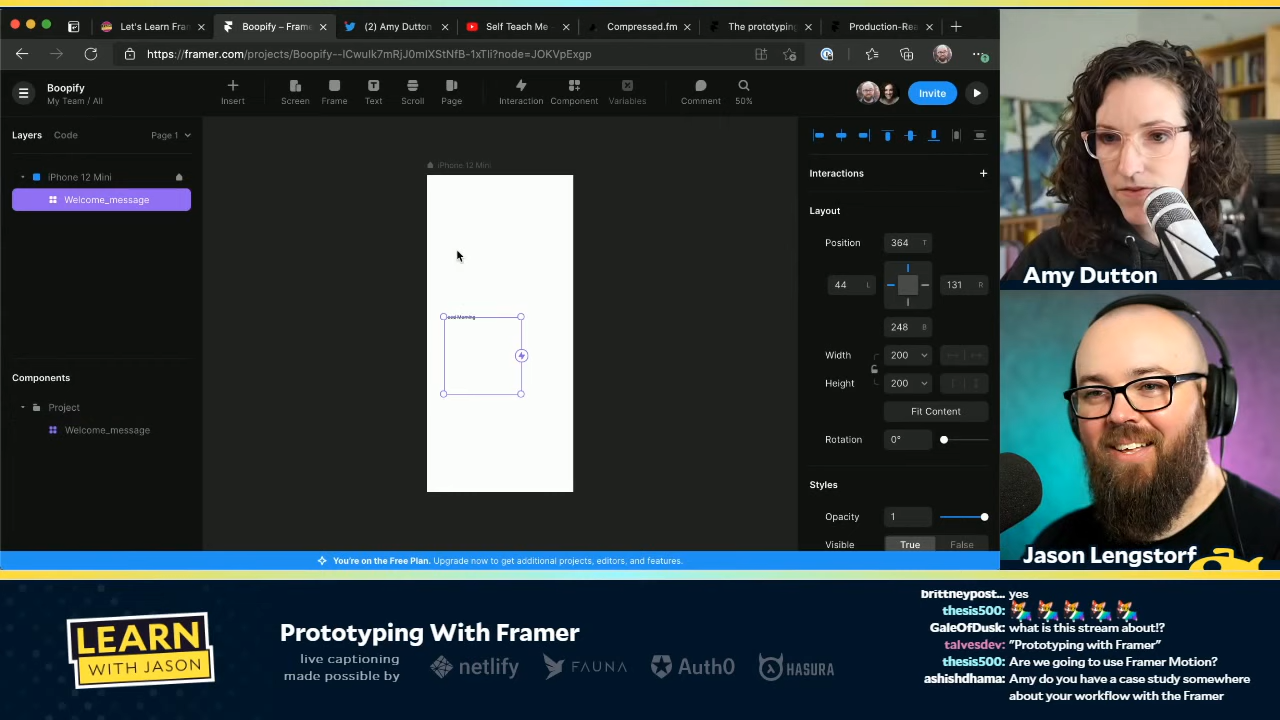 Let's Learn Fra
Boopify – Frame
(2) Amy Dutton
Self Teach Me –
Compressed.fm
The prototyping
Production-Rea
https://framer.com/projects/Boopify--lCwulk7mRjJ0mIXStNfB-1xTli?node=JOKVpExgp
Boopify
My Team / All
Insert
Screen
Frame
Text
Scroll
Page
Interaction
Component
Variables
Comment
50%
Invite
Layers
Code
Page 1
iPhone 12 Mini
Welcome_message
Components
Project
Welcome_message
iPhone 12 Mini
Interactions
Layout
Position
364 T
44 L
131 R
248 B
Width
200
Height
200
Fit Content
Rotation
0°
Styles
Opacity
1
Visible
True
False
You're on the Free Plan. Upgrade now to get additional projects, editors, and features.
Amy Dutton
Jason Lengstorf
LEARN
WITH JASON
Prototyping With Framer
live captioning
made possible by
netlify
FAUNA
Auth0
HASURA
brittneypost... yes
thesis500:
GaleOfDusk: what is this stream about!?
talvesdev: "Prototyping with Framer"
thesis500: Are we going to use Framer Motion?
ashishdhama: Amy do you have a case study somewhere
about your workflow with the Framer